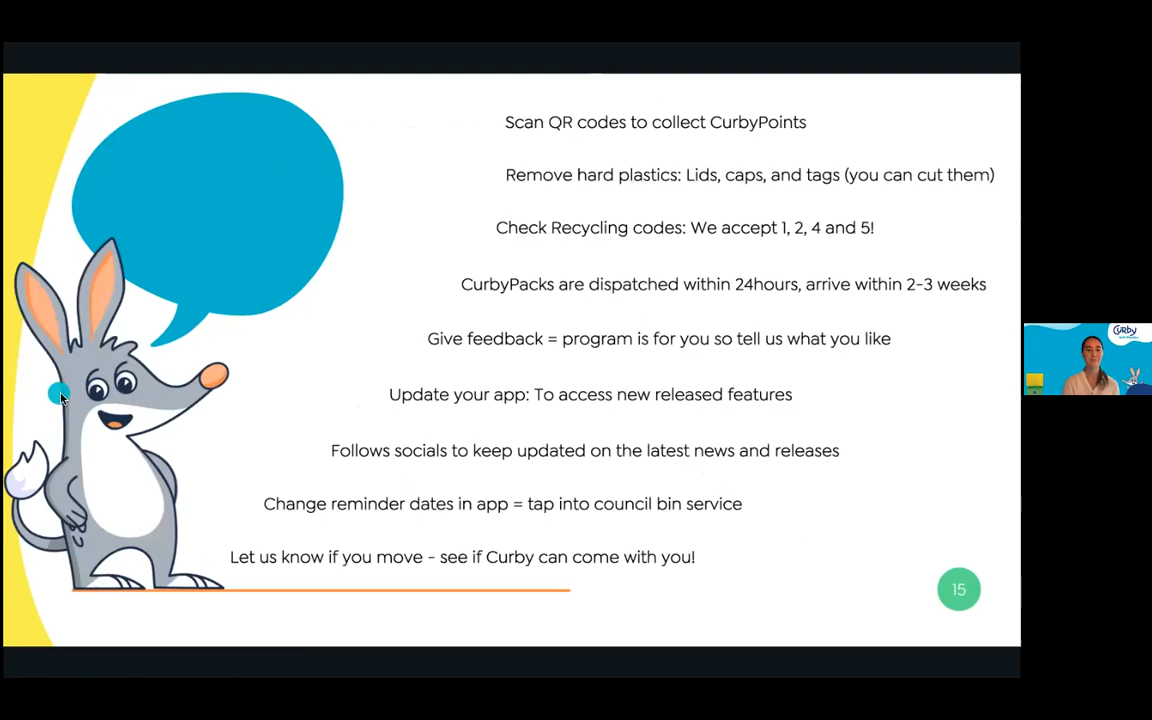 Scan QR codes to collect CurbyPoints
Remove hard plastics: Lids, caps, and tags (you can cut them)
Check Recycling codes: We accept 1, 2, 4 and 5!
CurbyPacks are dispatched within 24hours, arrive within 2-3 weeks
Give feedback = program is for you so tell us what you like
Update your app: To access new released features
Follows socials to keep updated on the latest news and releases
Change reminder dates in app = tap into council bin service
Let us know if you move - see if Curby can come with you!
15
Curby